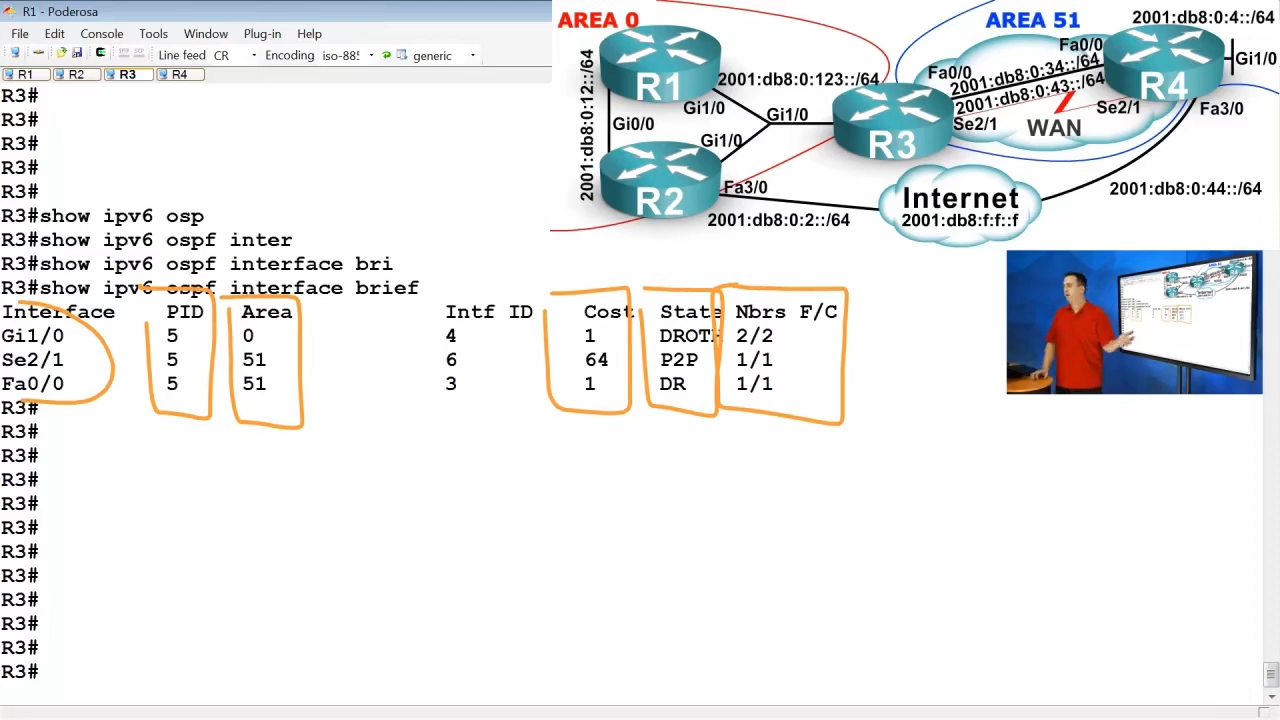 R1 - Poderosa
File Edit Console Tools Window Plug-in Help
Line feed CR Encoding iso-88: generic
R1 R2 R3 R4
R3#
R3#
R3#
R3#
R3#
R3#show ipv6 osp
R3#show ipv6 ospf inter
R3#show ipv6 ospf interface bri
R3#show ipv6 ospf interface brief
Interface PID Area Intf ID Cost State Nbrs F/C
Gi1/0 5 0 4 1 DROTH 2/2
Se2/1 5 51 6 64 P2P 1/1
Fa0/0 5 51 3 1 DR 1/1
R3#
R3#
R3#
R3#
R3#
R3#
R3#
R3#
R3#
R3#
R3#
R3#
AREA 0
AREA 51
2001:db8:0:4::/64
R1
2001:db8:0:12::/64
Gi0/0
Gi1/0
2001:db8:0:123::/64
Gi1/0
Gi1/0
R2
Fa3/0
2001:db8:0:2::/64
R3
Fa0/0
Fa0/0
2001:db8:0:34::/64
2001:db8:0:43::/64
Se2/1
Se2/1
WAN
R4
Gi1/0
Fa3/0
2001:db8:0:44::/64
Internet
2001:db8:f:f::f